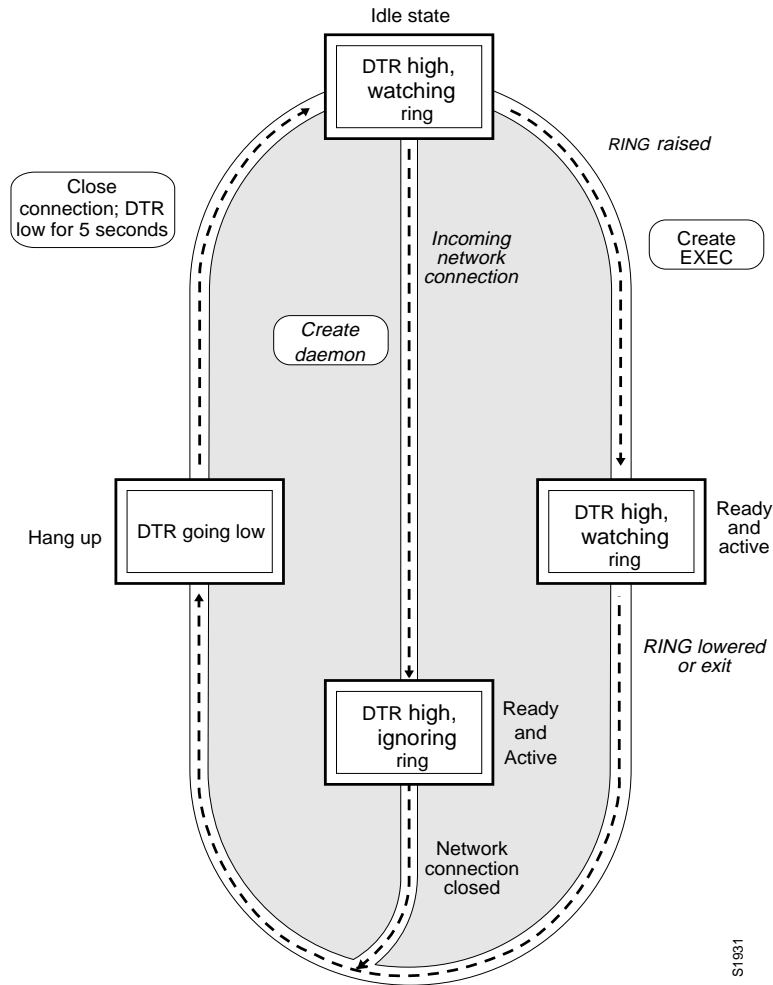 Idle state
DTR high,
watching
ring
RING raised
Close
connection; DTR
low for 5 seconds
Create
EXEC
Incoming
network
connection
Create
daemon
Hang up
DTR going low
DTR high,
watching
ring
Ready
and
active
RING lowered
or exit
DTR high,
ignoring
ring
Ready
and
Active
Network
connection
closed
S1931